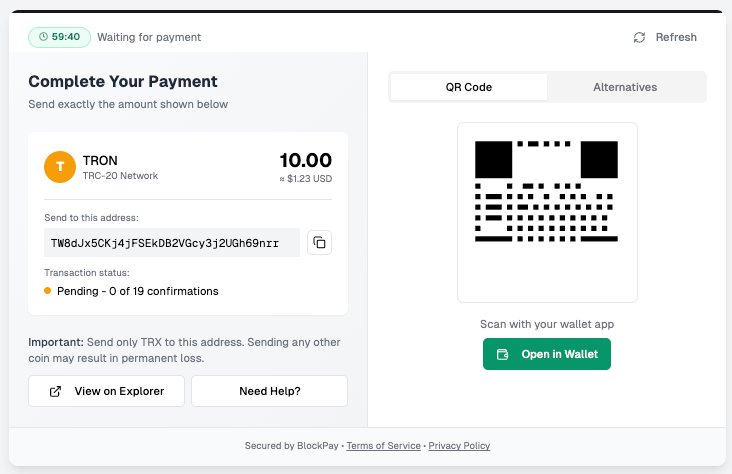 59:40 Waiting for payment
Refresh
Complete Your Payment
Send exactly the amount shown below
T
TRON
TRC-20 Network
10.00
≈ $1.23 USD
Send to this address:
TW8dJx5CKj4jFSEkDB2VGcy3j2UGh69nrr
Transaction status:
Pending - 0 of 19 confirmations
Important: Send only TRX to this address. Sending any other
coin may result in permanent loss.
View on Explorer
Need Help?
QR Code
Alternatives
Scan with your wallet app
Open in Wallet
Secured by BlockPay • Terms of Service • Privacy Policy